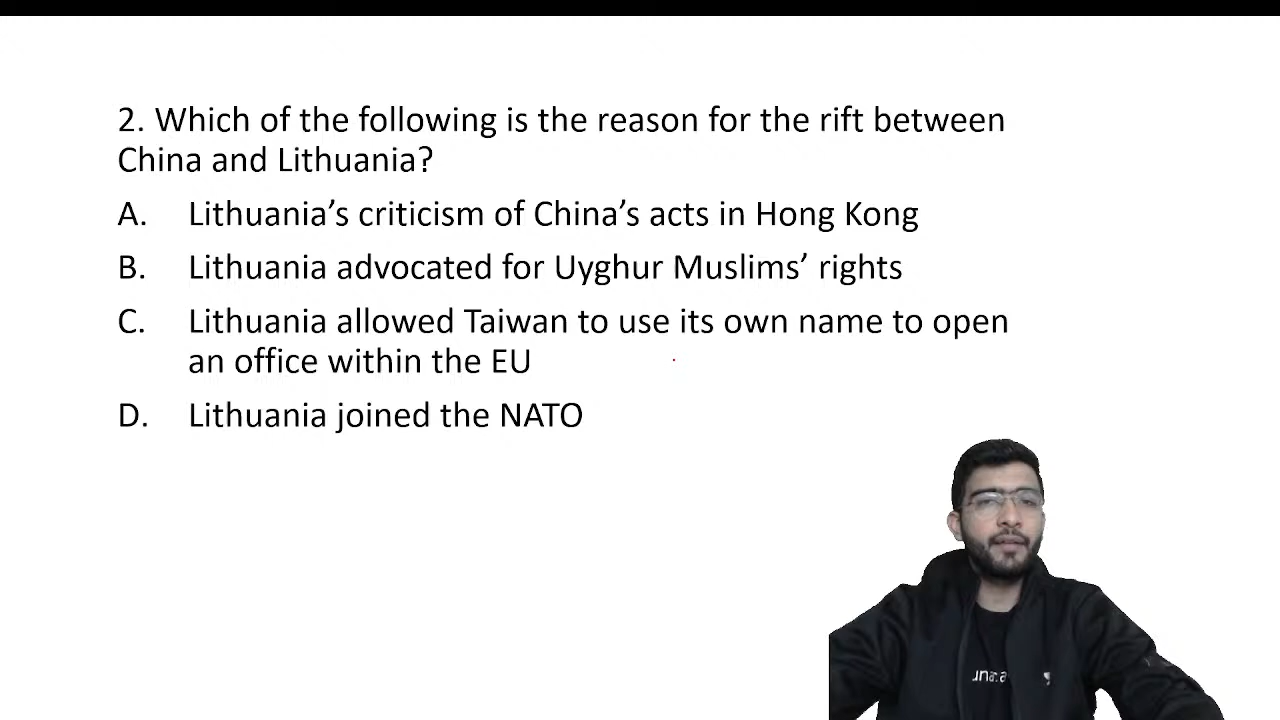 2. Which of the following is the reason for the rift between
China and Lithuania?
A. Lithuania’s criticism of China’s acts in Hong Kong
B. Lithuania advocated for Uyghur Muslims’ rights
C. Lithuania allowed Taiwan to use its own name to open
an office within the EU
D. Lithuania joined the NATO